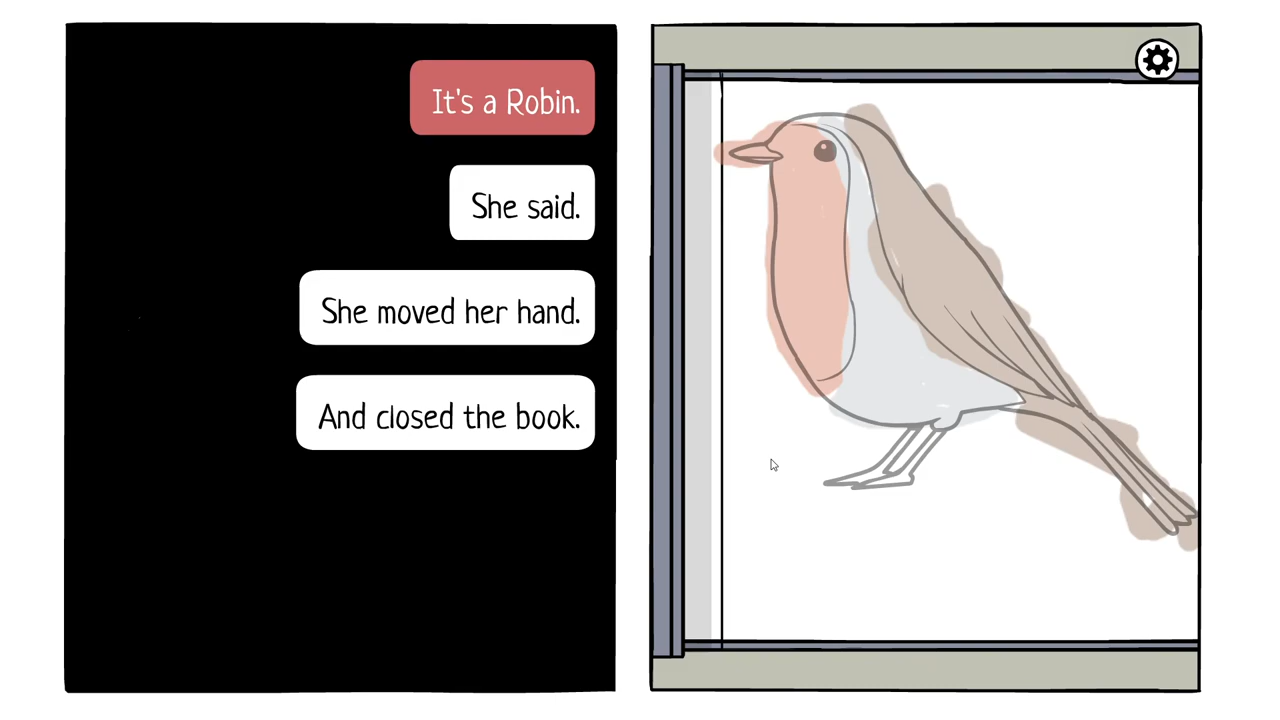 It's a Robin.
She said.
She moved her hand.
And closed the book.